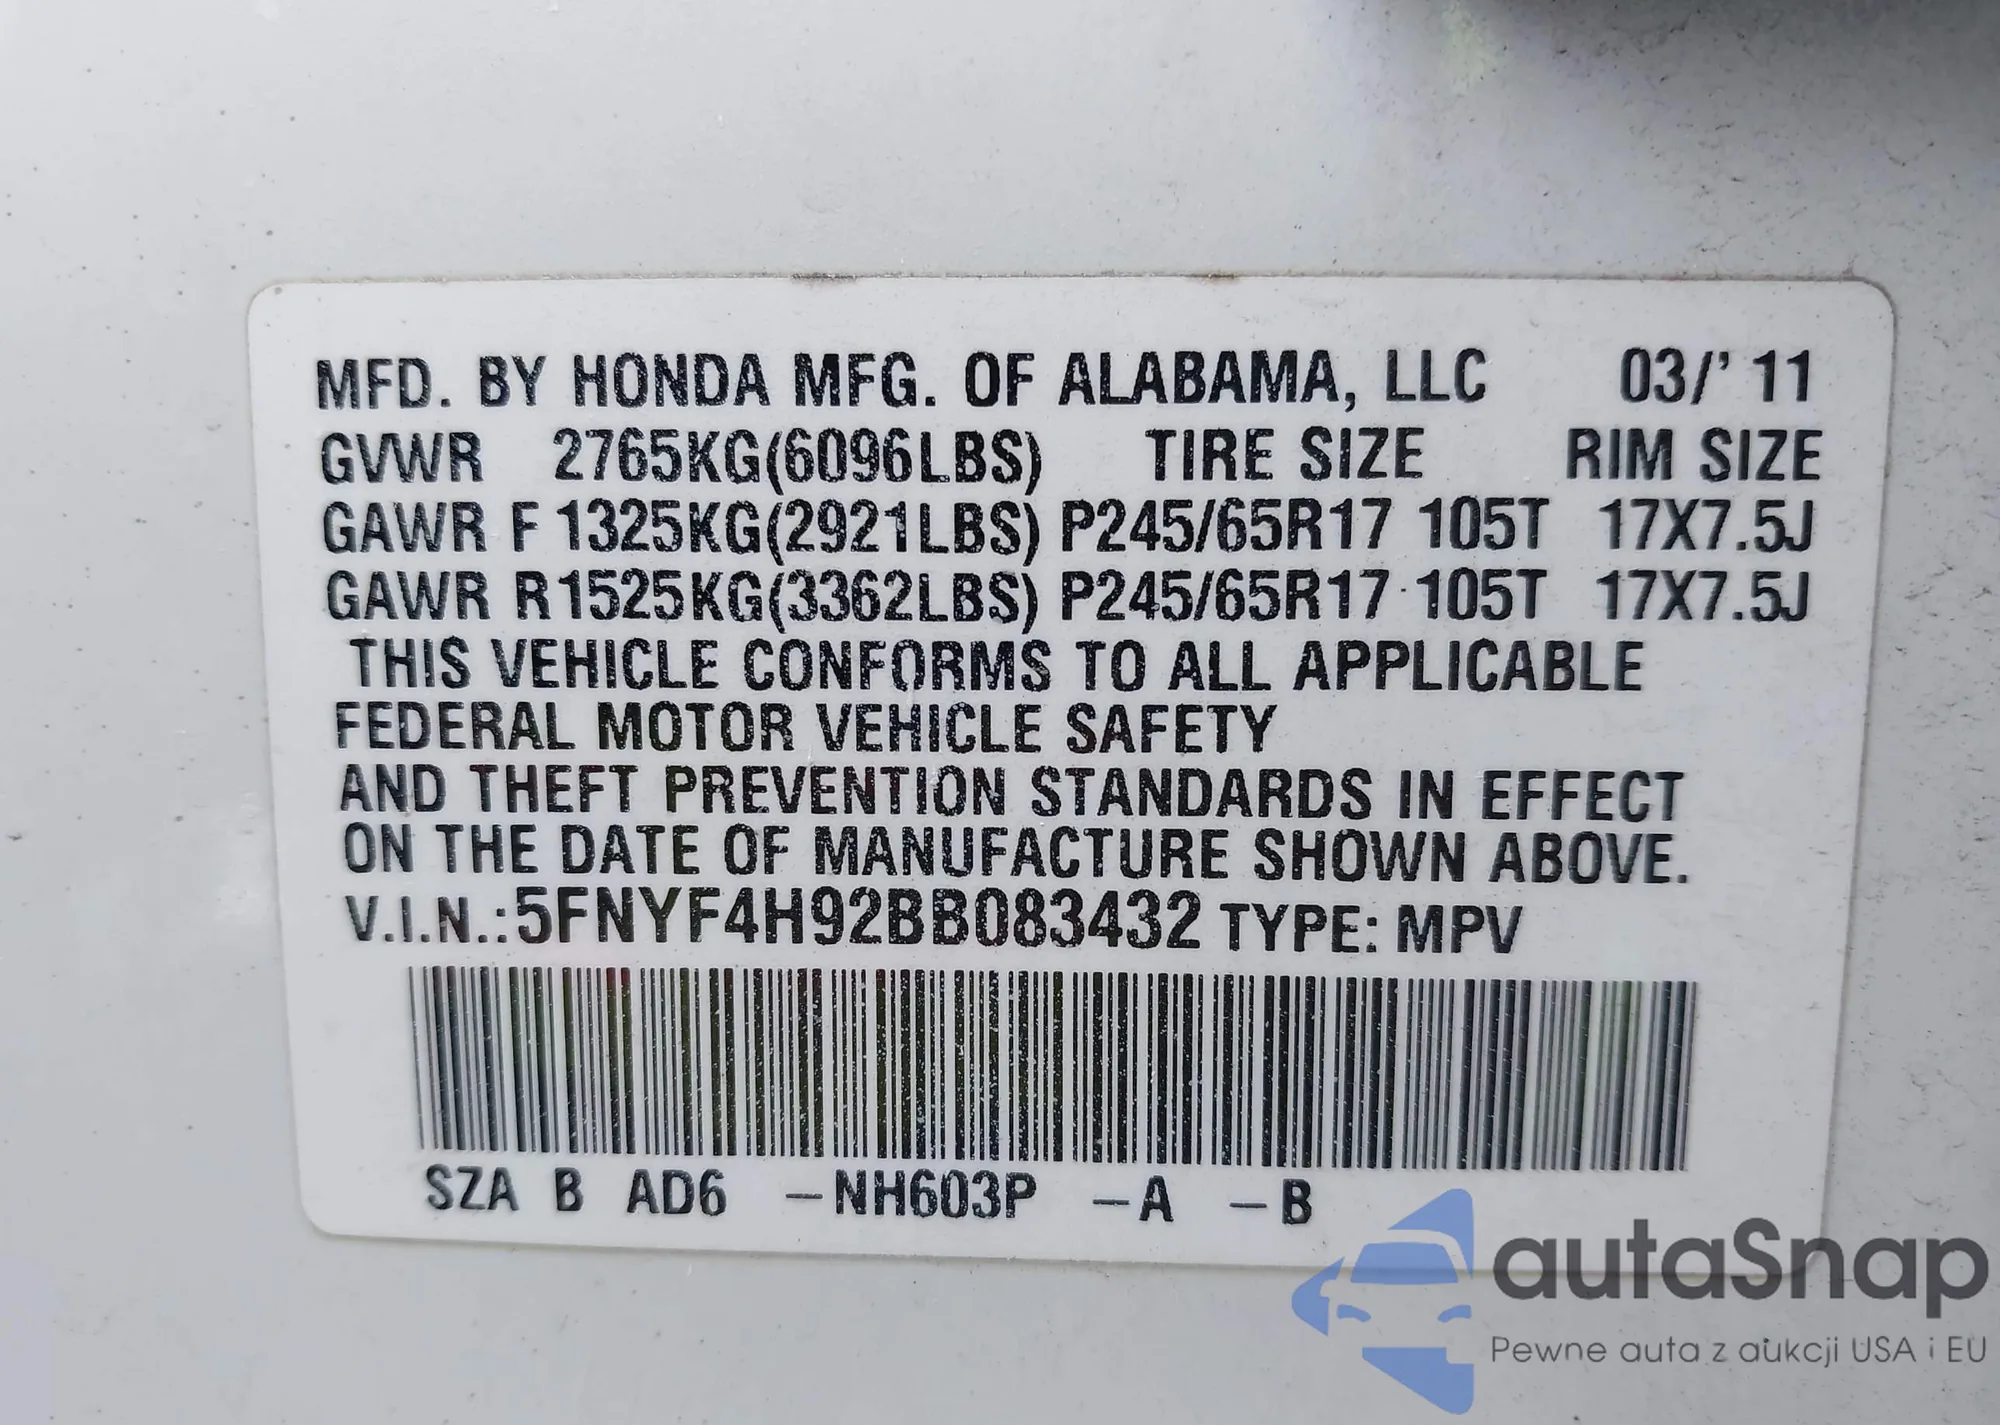 MFD. BY HONDA MFG. OF ALABAMA, LLC 03/' 11
GVWR 2765KG(6096LBS) TIRE SIZE RIM SIZE
GAWR F 1325KG(2921LBS) P245/65R17 105T 17X7.5J
GAWR R1525KG(3362LBS) P245/65R17 105T 17X7.5J
THIS VEHICLE CONFORMS TO ALL APPLICABLE
FEDERAL MOTOR VEHICLE SAFETY
AND THEFT PREVENTION STANDARDS IN EFFECT
ON THE DATE OF MANUFACTURE SHOWN ABOVE.
V.I.N.:5FNYF4H92BB083432 TYPE: MPV
SZA B AD6 –NH603P –A –B
autaSnap
Pewne auta z aukcji USA i EU